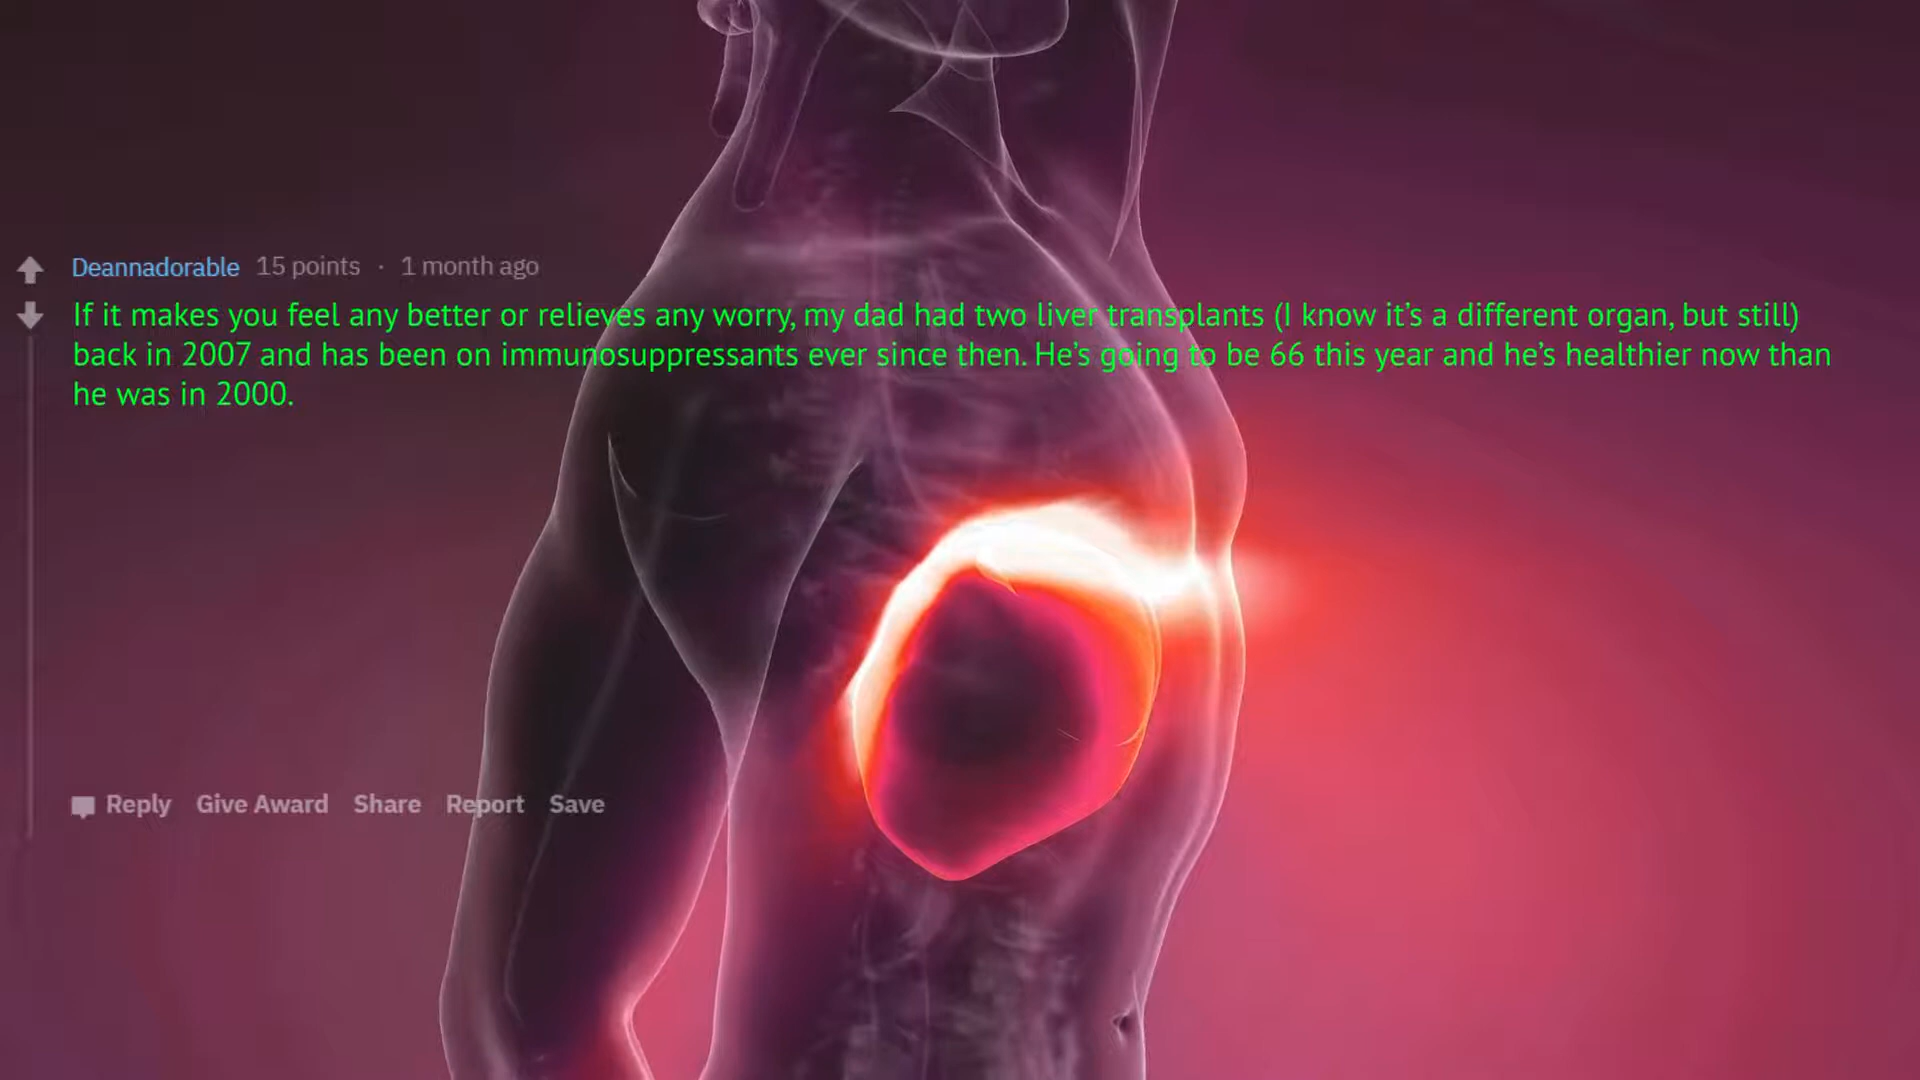 Deannadorable 15 points · 1 month ago
If it makes you feel any better or relieves any worry, my dad had two liver transplants (I know it’s a different organ, but still)
back in 2007 and has been on immunosuppressants ever since then. He’s going to be 66 this year and he’s healthier now than
he was in 2000.
Reply Give Award Share Report Save